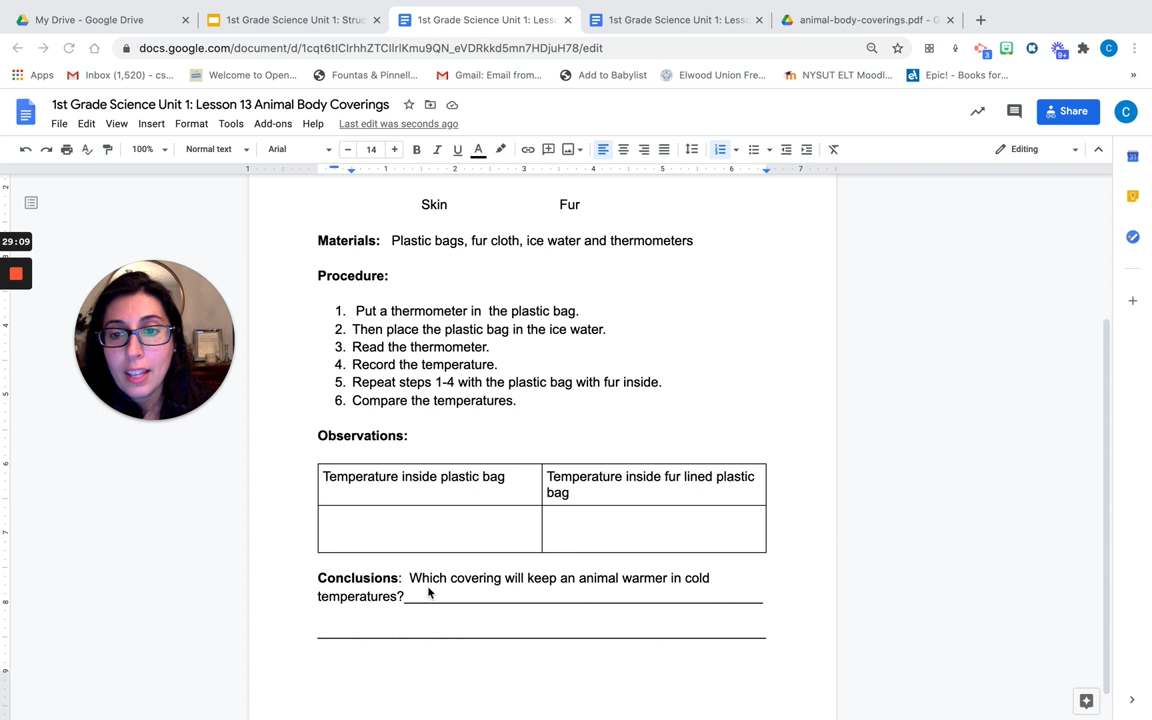 My Drive - Google Drive
1st Grade Science Unit 1: Struc
1st Grade Science Unit 1: Less
1st Grade Science Unit 1: Less
animal-body-coverings.pdf - G
docs.google.com/document/d/1cqt6tIClrhhZTCIlrlKmu9QN_eVDRkkd5mn7HDjuH78/edit
Apps
Inbox (1,520) - cs...
Welcome to Open...
Fountas & Pinnell...
Gmail: Email from...
Add to Babylist
Elwood Union Fre...
NYSUT ELT Moodl...
Epic! - Books for...
1st Grade Science Unit 1: Lesson 13 Animal Body Coverings
File Edit View Insert Format Tools Add-ons Help Last edit was seconds ago
Share
C
100% Normal text Arial 14 B I U A Editing
Skin Fur
29:09
Materials: Plastic bags, fur cloth, ice water and thermometers
Procedure:
1. Put a thermometer in the plastic bag.
2. Then place the plastic bag in the ice water.
3. Read the thermometer.
4. Record the temperature.
5. Repeat steps 1-4 with the plastic bag with fur inside.
6. Compare the temperatures.
Observations:
Temperature inside plastic bag
Temperature inside fur lined plastic
bag
Conclusions: Which covering will keep an animal warmer in cold
temperatures?